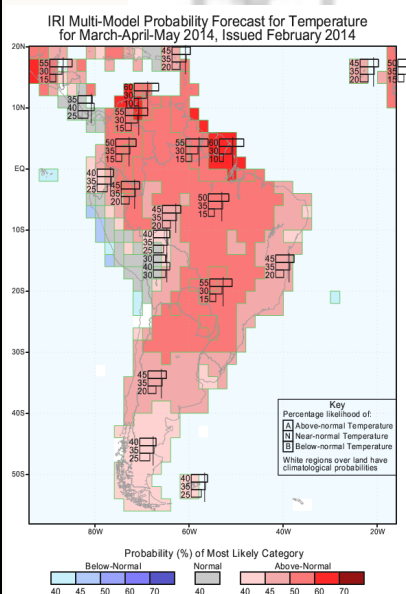 IRI Multi-Model Probability Forecast for Temperature
for March-April-May 2014, Issued February 2014
20N
10N
EQ
10S
20S
30S
40S
50S
80W
60W
40W
20W
45
35
20
55
30
15
45
35
20
50
35
15
60
30
10
35
40
25
55
30
15
50
35
15
55
30
15
60
30
10
40
35
25
45
35
20
50
35
15
45
35
20
40
35
25
30
40
30
45
35
20
55
30
15
45
35
20
40
35
25
40
35
25
Key
Percentage likelihood of:
A Above-normal Temperature
N Near-normal Temperature
B Below-normal Temperature
White regions over land have
climatological probabilities
Probability (%) of Most Likely Category
Below-Normal Normal Above-Normal
40 45 50 60 70 40 40 45 50 60 70